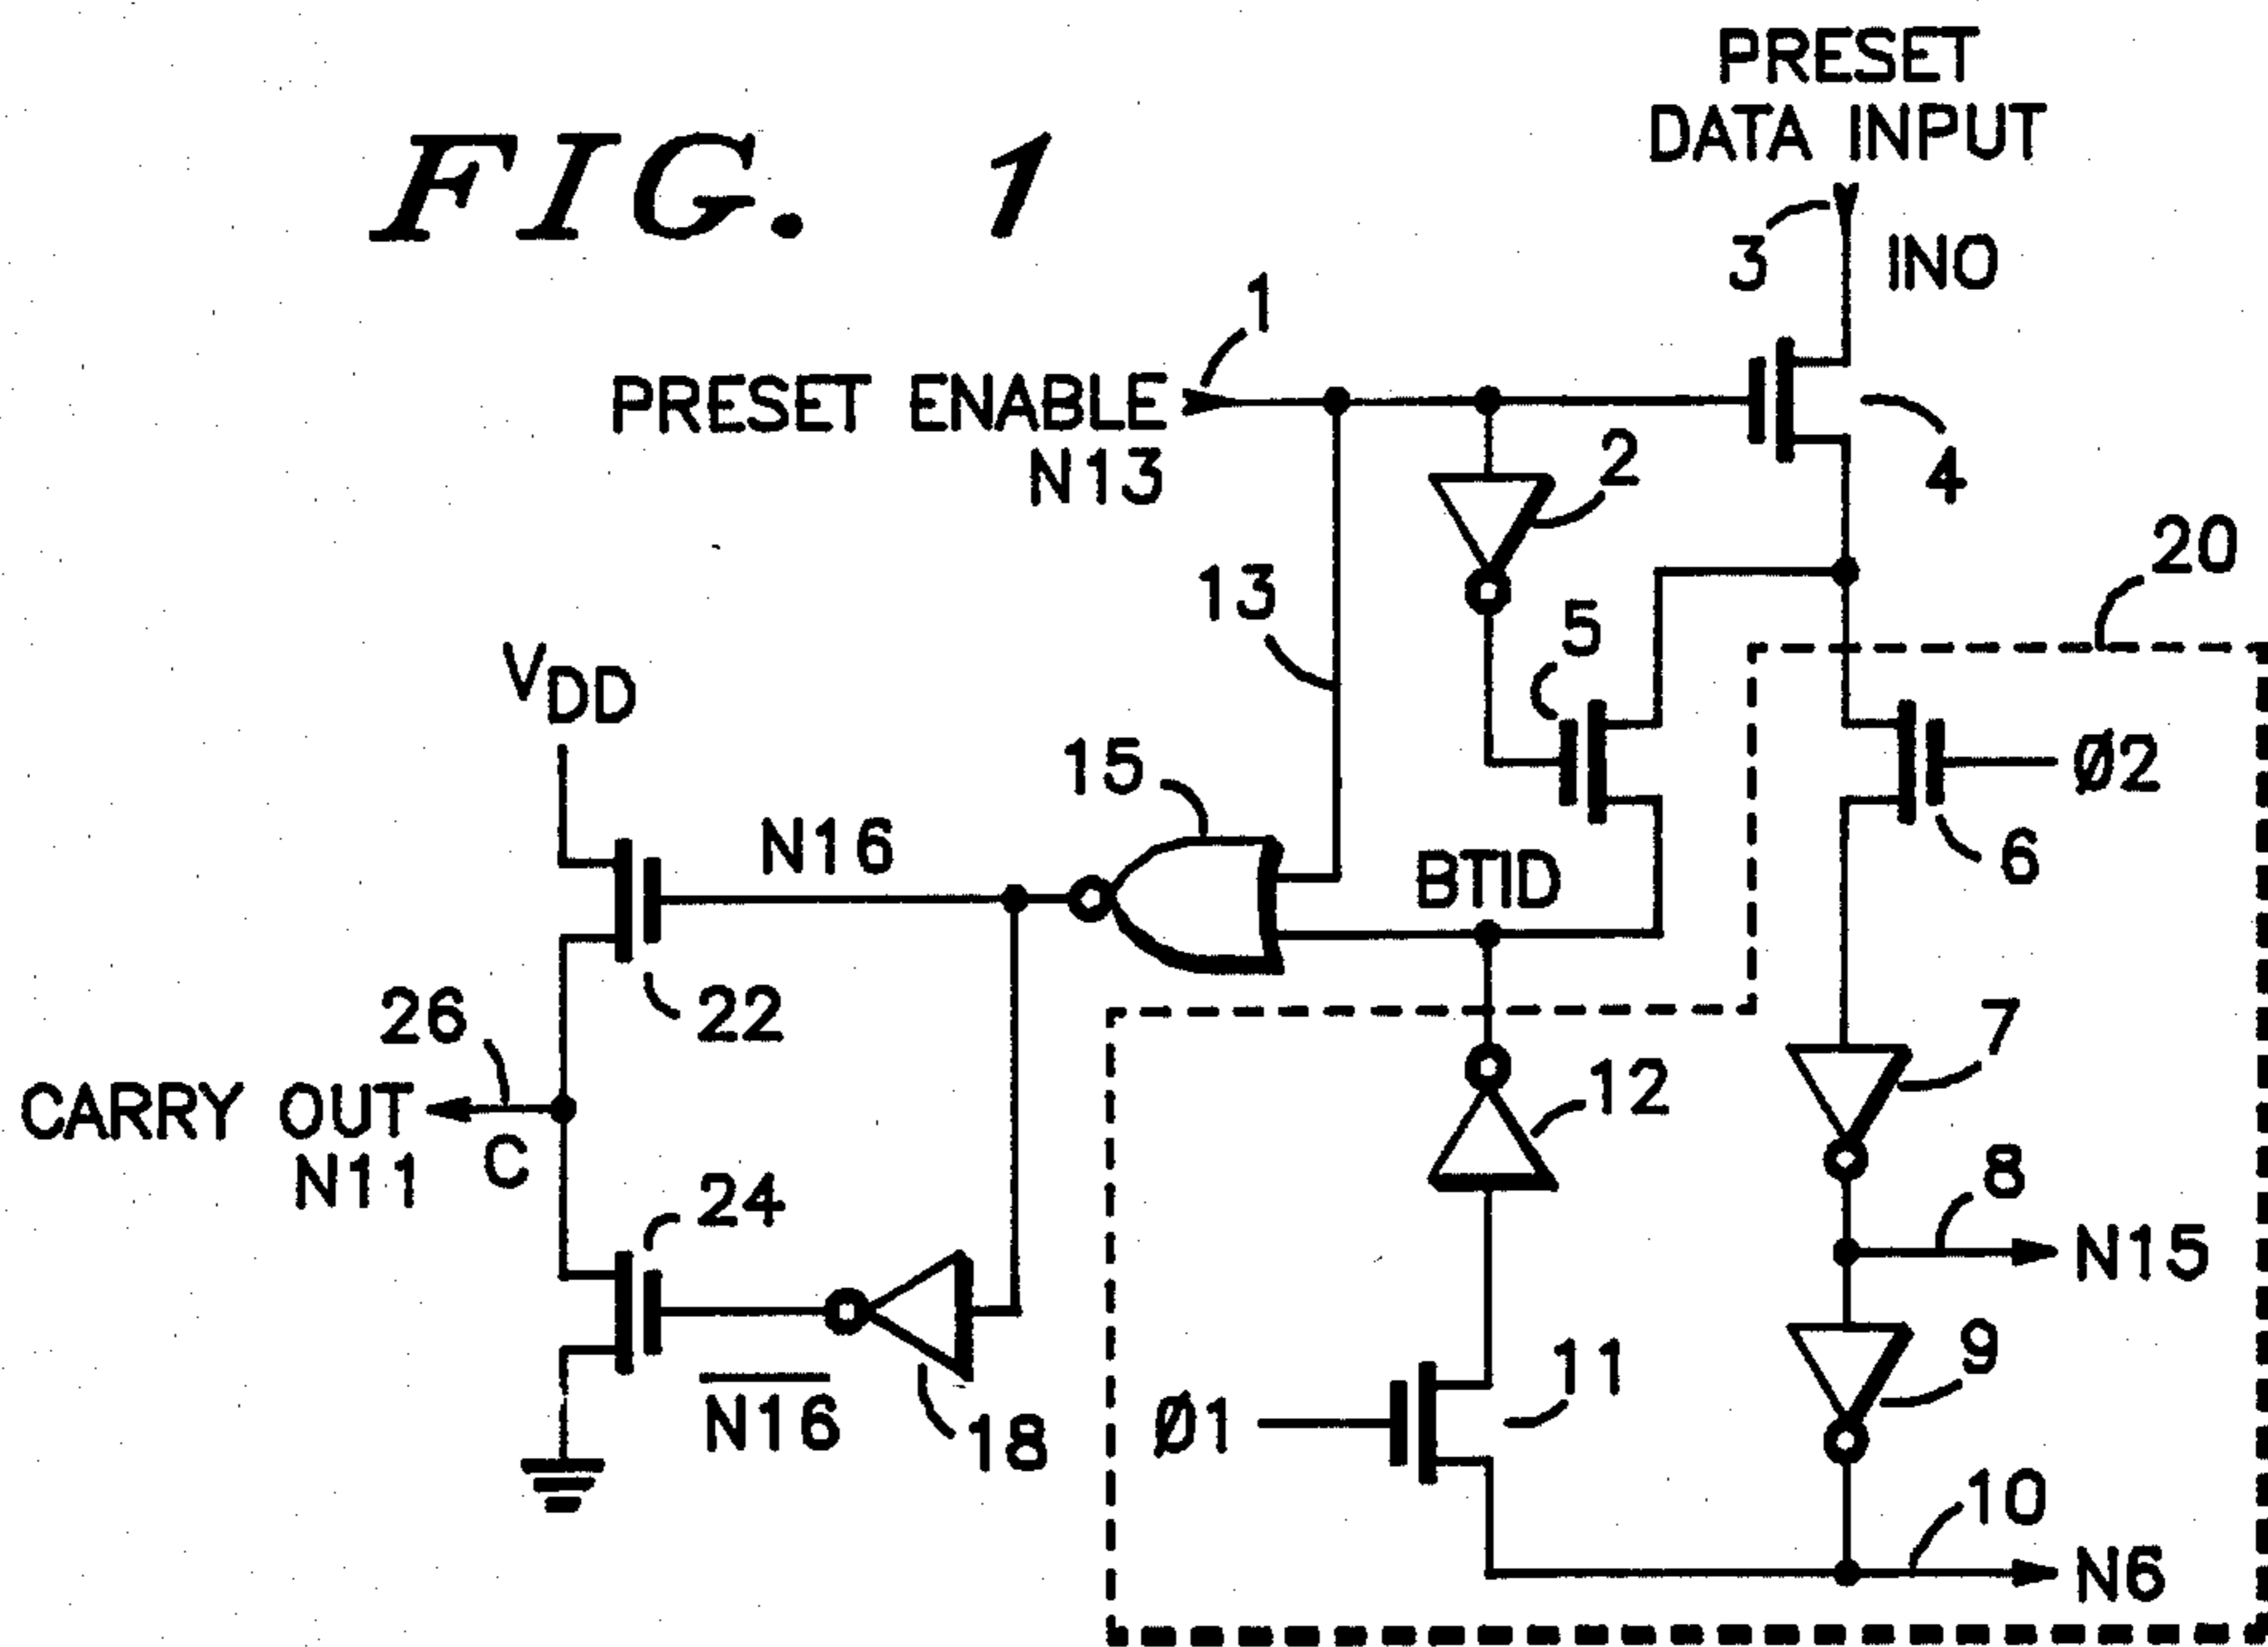 FIG. 1
PRESET
DATA INPUT
3
INO
1
PRESET ENABLE
N13
2
4
20
13
5
VDD
15
Ø2
N16
BTID
6
22
26
7
12
CARRY OUT
N11
C
24
8
N15
9
11
Ø1
N16
18
10
N6